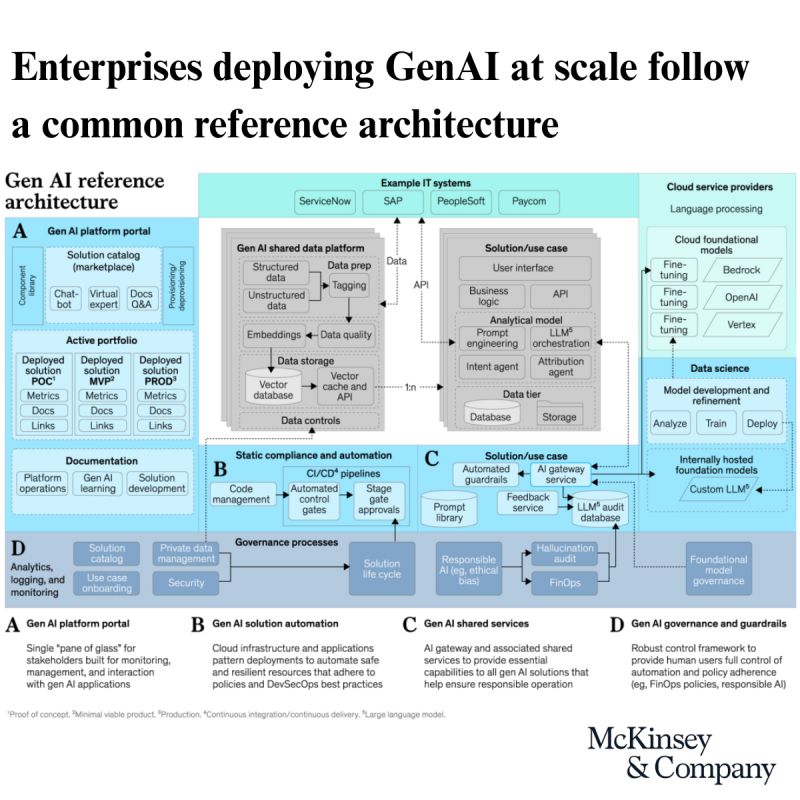 Enterprises deploying GenAI at scale follow
a common reference architecture
Gen AI reference
architecture
Example IT systems
ServiceNow
SAP
PeopleSoft
Paycom
Cloud service providers
Language processing
Cloud foundational
models
Fine-
tuning
Bedrock
Fine-
tuning
OpenAI
Fine-
tuning
Vertex
A Gen AI platform portal
Component
library
Solution catalog
(marketplace)
Chat-
bot
Virtual
expert
Docs
Q&A
Provisioning/
deprovisioning
Active portfolio
Deployed
solution
POC¹
Metrics
Docs
Links
Deployed
solution
MVP²
Metrics
Docs
Links
Deployed
solution
PROD³
Metrics
Docs
Links
Documentation
Platform
operations
Gen AI
learning
Solution
development
Gen AI shared data platform
Structured
data
Unstructured
data
Data prep
Tagging
Embeddings
Data quality
Data storage
Vector
database
Vector
cache and
API
Data controls
Data
API
1:n
Solution/use case
User interface
Business
logic
API
Analytical model
Prompt
engineering
LLM⁵
orchestration
Intent agent
Attribution
agent
Data tier
Database
Storage
Data science
Model development and
refinement
Analyze
Train
Deploy
Internally hosted
foundation models
Custom LLM⁵
B
Static compliance and automation
CI/CD⁴ pipelines
Code
management
Automated
control
gates
Stage
gate
approvals
C
Solution/use case
Automated
guardrails
AI gateway
service
Prompt
library
Feedback
service
LLM⁵ audit
database
D
Analytics,
logging, and
monitoring
Governance processes
Solution
catalog
Private data
management
Use case
onboarding
Security
Solution
life cycle
Responsible
AI (eg, ethical
bias)
Hallucination
audit
FinOps
Foundational
model
governance
A Gen AI platform portal
Single "pane of glass" for
stakeholders built for monitoring,
management, and interaction
with gen AI applications
B Gen AI solution automation
Cloud infrastructure and applications
pattern deployments to automate safe
and resilient resources that adhere to
policies and DevSecOps best practices
C Gen AI shared services
AI gateway and associated shared
services to provide essential
capabilities to all gen AI solutions that
help ensure responsible operation
D Gen AI governance and guardrails
Robust control framework to
provide human users full control of
automation and policy adherence
(eg, FinOps policies, responsible AI)
¹Proof of concept. ²Minimal viable product. ³Production. ⁴Continuous integration/continuous delivery. ⁵Large language model.
McKinsey
& Company